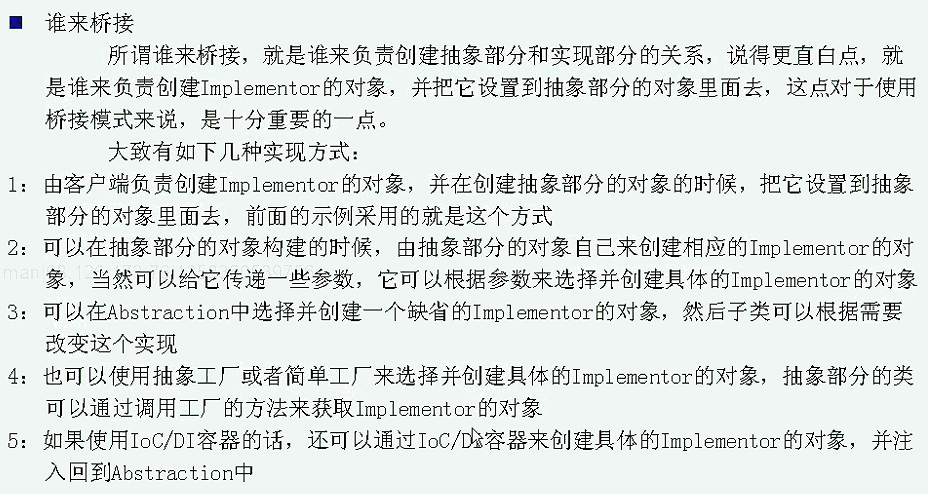 谁来桥接
所谓谁来桥接，就是谁来负责创建抽象部分和实现部分的关系，说得更直白点，就
是谁来负责创建Implementor的对象，并把它设置到抽象部分的对象里面去，这点对于使用
桥接模式来说，是十分重要的一点。
大致有如下几种实现方式：
1：由客户端负责创建Implementor的对象，并在创建抽象部分的对象的时候，把它设置到抽象
部分的对象里面去，前面的示例采用的就是这个方式
2：可以在抽象部分的对象构建的时候，由抽象部分的对象自己来创建相应的Implementor的对
象，当然可以给它传递一些参数，它可以根据参数来选择并创建具体的Implementor的对象
3：可以在Abstraction中选择并创建一个缺省的Implementor的对象，然后子类可以根据需要
改变这个实现
4：也可以使用抽象工厂或者简单工厂来选择并创建具体的Implementor的对象，抽象部分的类
可以通过调用工厂的方法来获取Implementor的对象
5：如果使用IoC/DI容器的话，还可以通过IoC/DI容器来创建具体的Implementor的对象，并注
入回到Abstraction中